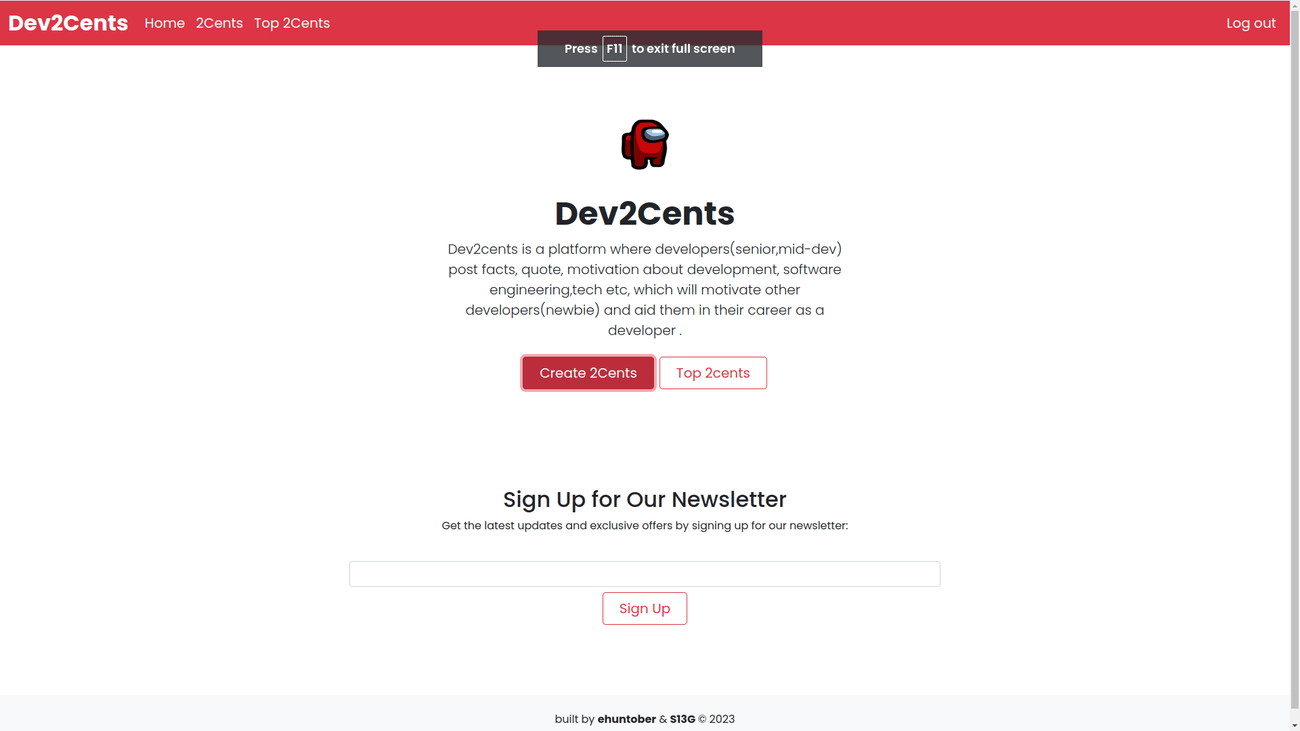 Dev2Cents Home 2Cents Top 2Cents Log out
Press F11 to exit full screen
Dev2Cents
Dev2cents is a platform where developers(senior,mid-dev)
post facts, quote, motivation about development, software
engineering,tech etc, which will motivate other
developers(newbie) and aid them in their career as a
developer .
Create 2Cents Top 2cents
Sign Up for Our Newsletter
Get the latest updates and exclusive offers by signing up for our newsletter:
Sign Up
built by ehuntober & S13G © 2023